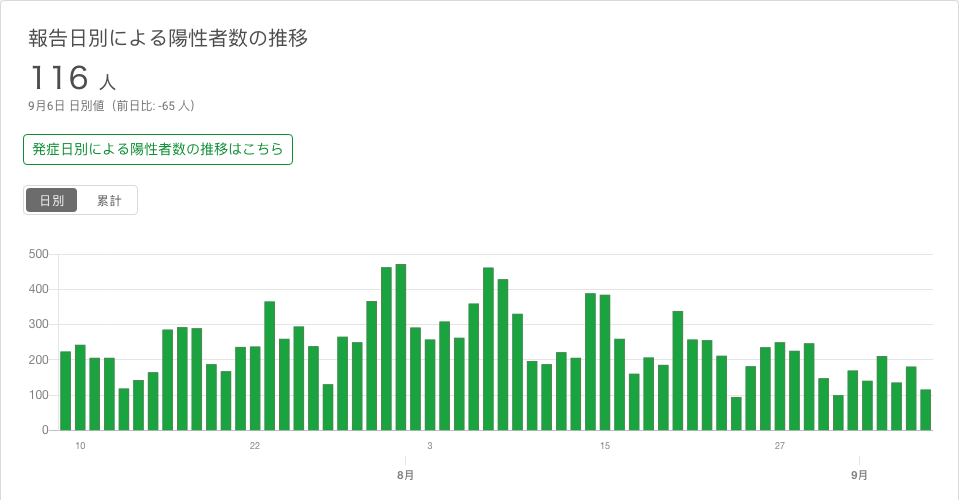 報告日別による陽性者数の推移
116 人
9月6日 日別値（前日比: -65 人）
発症日別による陽性者数の推移はこちら
日別 累計
500
400
300
200
100
0
10 22 3 15 27
8月 9月